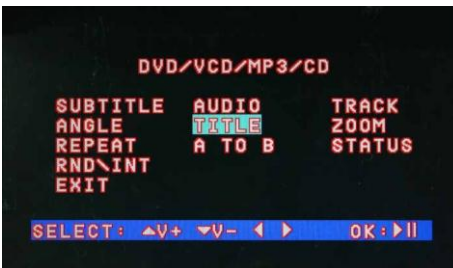 DVD/VCD/MP3/CD
SUBTITLE AUDIO TRACK
ANGLE TITLE ZOOM
REPEAT A TO B STATUS
RND\INT
EXIT
SELECT: ▲V+ ▼V- ◀ ▶ OK:▶II